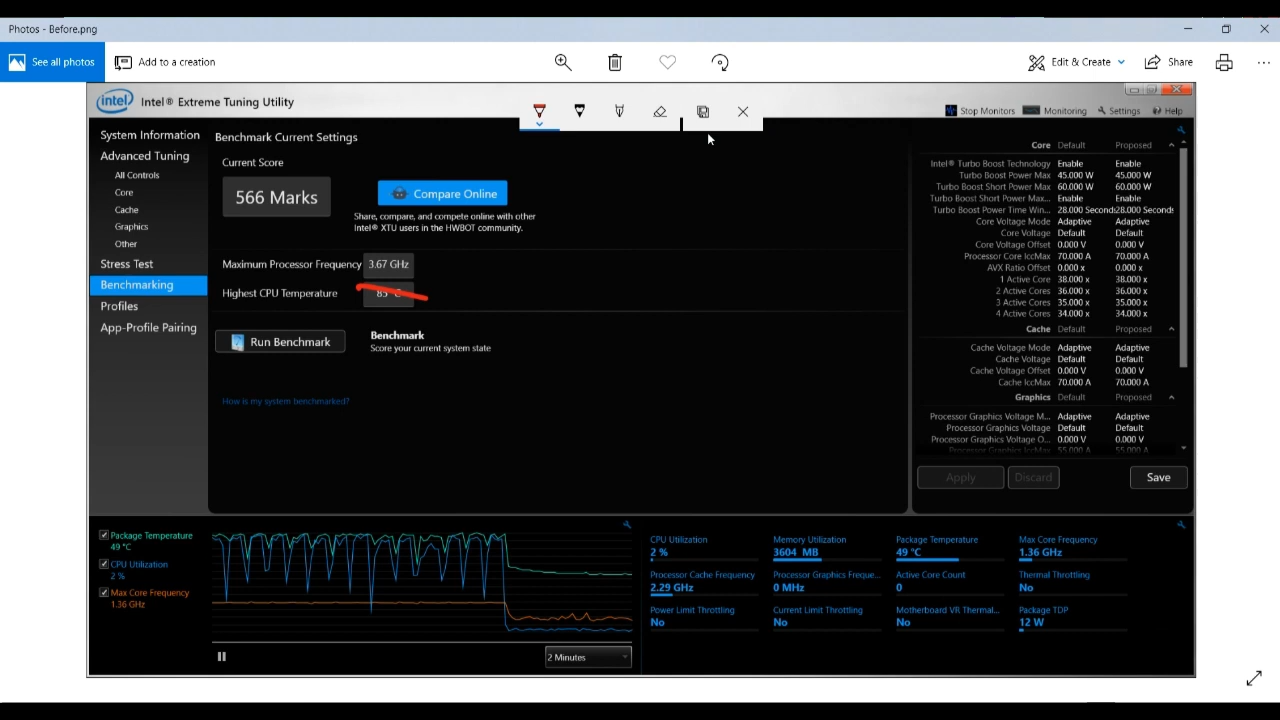 Photos - Before.png
See all photos
Add to a creation
Edit & Create
Share
intel Intel® Extreme Tuning Utility
Stop Monitors Monitoring Settings Help
System Information
Advanced Tuning
All Controls
Core
Cache
Graphics
Other
Stress Test
Benchmarking
Profiles
App-Profile Pairing
Benchmark Current Settings
Current Score
566 Marks
Compare Online
Share, compare, and compete online with other
Intel® XTU users in the HWBOT community.
Maximum Processor Frequency 3.67 GHz
Highest CPU Temperature 85 °C
Run Benchmark
Benchmark
Score your current system state
How is my system benchmarked?
Core Default Proposed
Intel® Turbo Boost Technology Enable Enable
Turbo Boost Power Max 45.000 W 45.000 W
Turbo Boost Short Power Max 60.000 W 60.000 W
Turbo Boost Short Power Max... Enable Enable
Turbo Boost Power Time Win... 28.000 Seconds 28.000 Seconds
Core Voltage Mode Adaptive Adaptive
Core Voltage Default Default
Core Voltage Offset 0.000 V 0.000 V
Processor Core IccMax 70.000 A 70.000 A
AVX Ratio Offset 0.000 x 0.000 x
1 Active Core 38.000 x 38.000 x
2 Active Cores 36.000 x 36.000 x
3 Active Cores 35.000 x 35.000 x
4 Active Cores 34.000 x 34.000 x
Cache Default Proposed
Cache Voltage Mode Adaptive Adaptive
Cache Voltage Default Default
Cache Voltage Offset 0.000 V 0.000 V
Cache IccMax 70.000 A 70.000 A
Graphics Default Proposed
Processor Graphics Voltage M... Adaptive Adaptive
Processor Graphics Voltage Default Default
Processor Graphics Voltage O... 0.000 V 0.000 V
Processor Graphics IccMax 55.000 A 55.000 A
Apply Discard Save
Package Temperature
49 °C
CPU Utilization
2 %
Max Core Frequency
1.36 GHz
2 Minutes
CPU Utilization Memory Utilization Package Temperature Max Core Frequency
2 % 3604 MB 49 °C 1.36 GHz
Processor Cache Frequency Processor Graphics Freque... Active Core Count Thermal Throttling
2.29 GHz 0 MHz 0 No
Power Limit Throttling Current Limit Throttling Motherboard VR Thermal... Package TDP
No No No 12 W